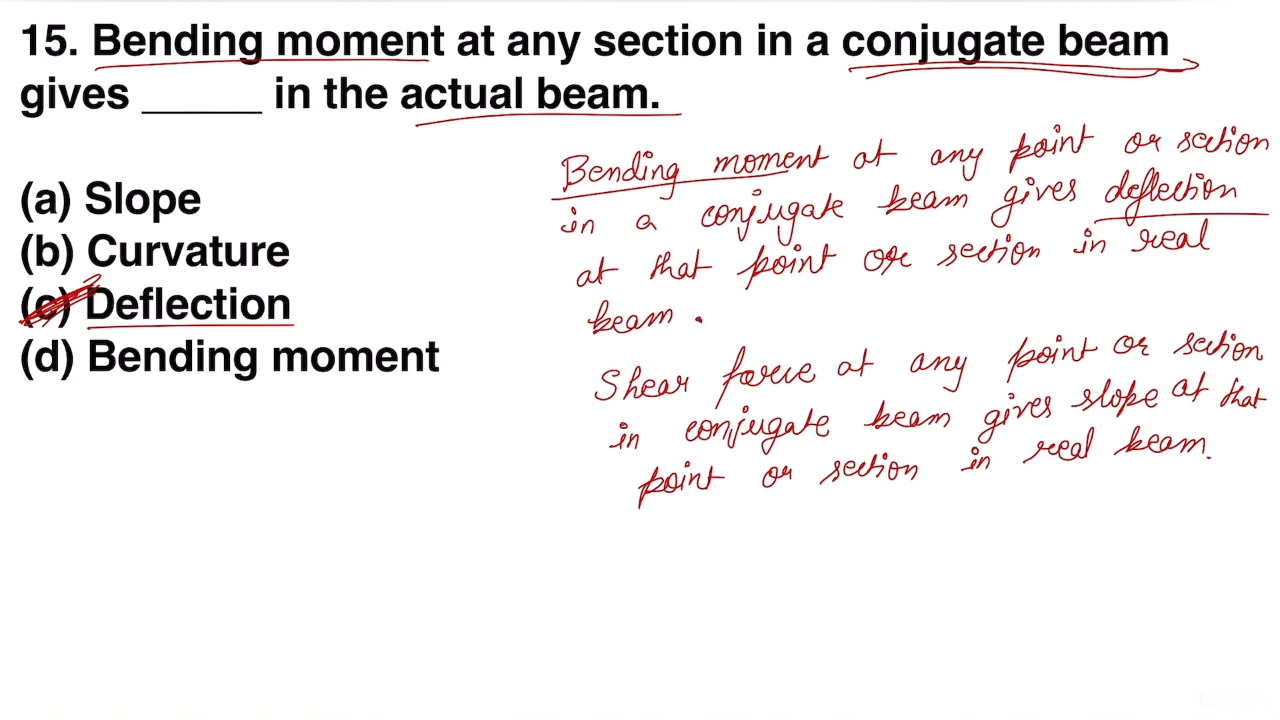 15. Bending moment at any section in a conjugate beam
gives ______ in the actual beam.
(a) Slope
(b) Curvature
(c) Deflection
(d) Bending moment
Bending moment at any point or section
in a conjugate beam gives deflection
at that point or section in real
beam.
Shear force at any point or section
in conjugate beam gives slope at that
point or section in real beam.